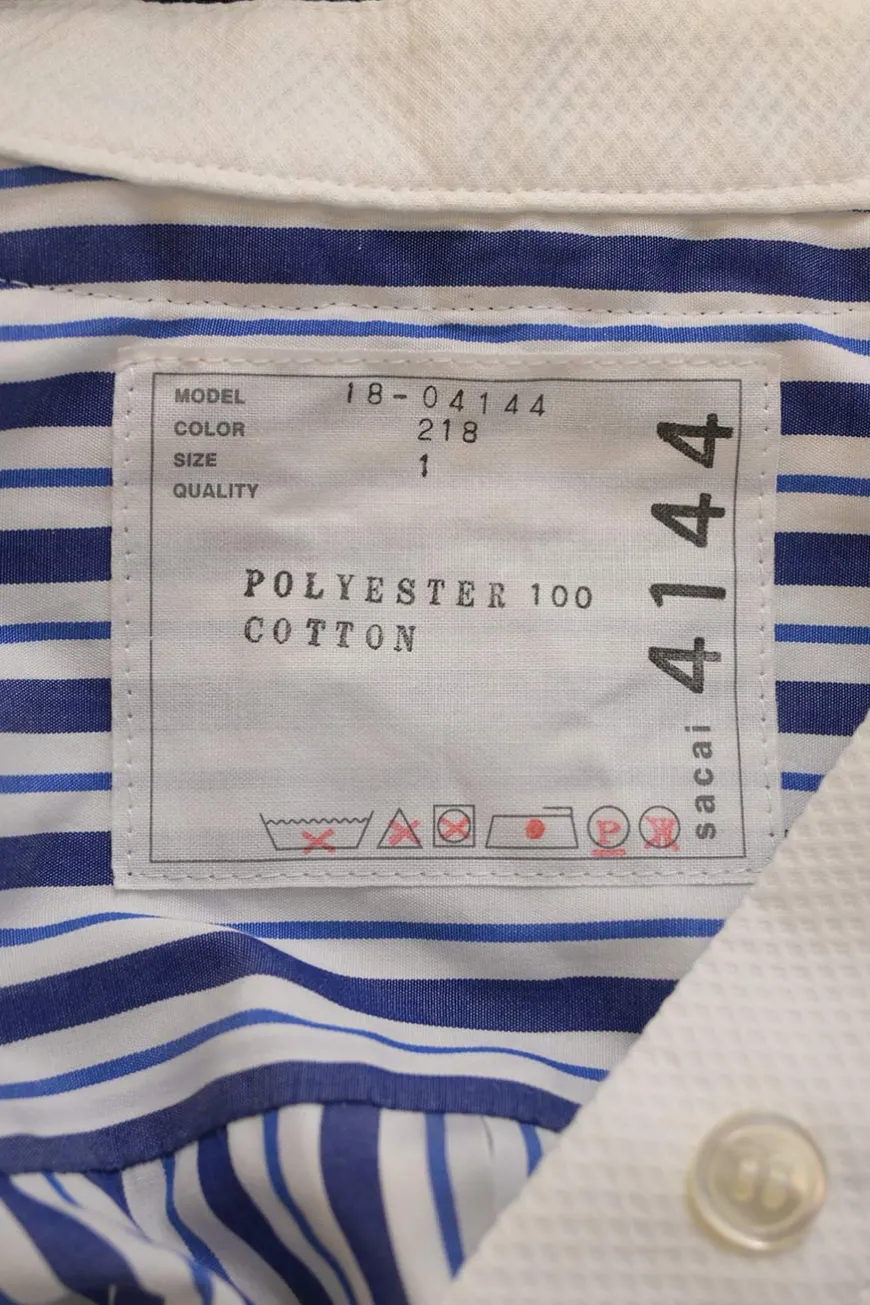 MODEL 18-04144
COLOR 218
SIZE 1
QUALITY
POLYESTER 100
COTTON
P W
sacai 4144